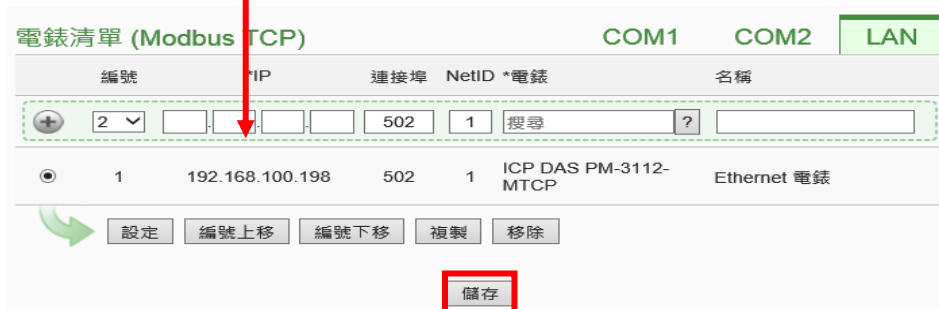 電錶清單 (Modbus TCP) COM1 COM2 LAN
編號 *IP 連接埠 NetID *電錶 名稱
2 . . . 502 1 搜尋 ?
1 192.168.100.198 502 1 ICP DAS PM-3112-
MTCP Ethernet 電錶
設定 編號上移 編號下移 複製 移除
儲存